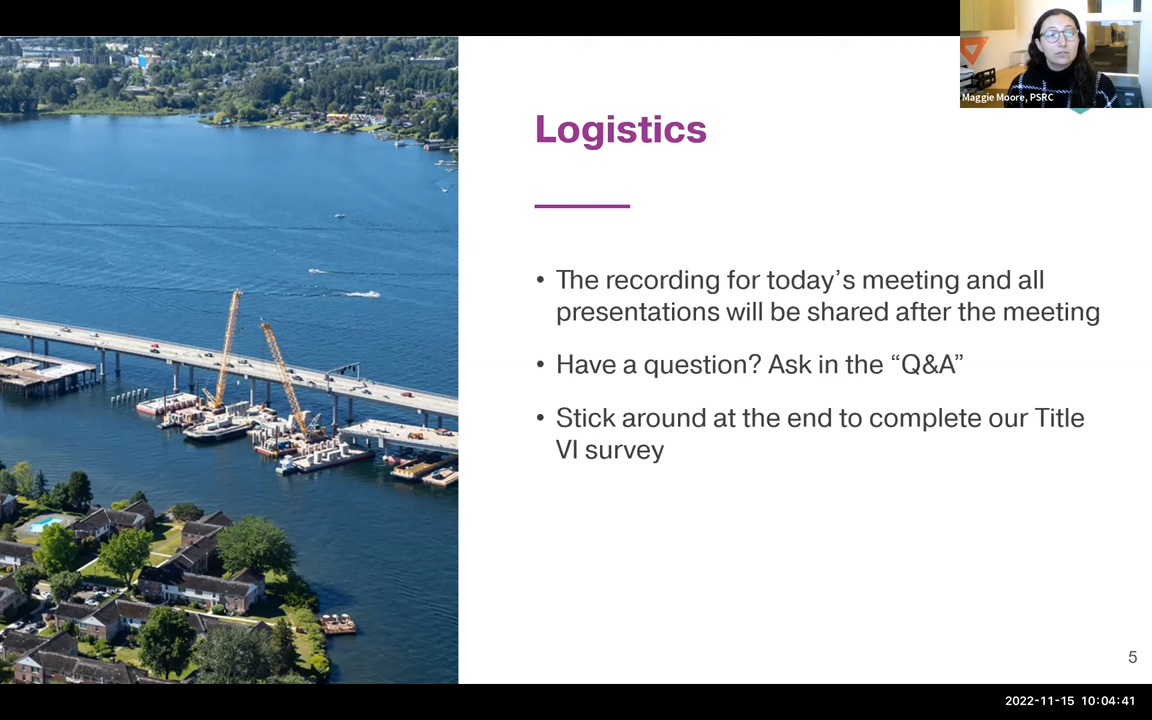 Maggie Moore, PSRC
Logistics
• The recording for today’s meeting and all
presentations will be shared after the meeting
• Have a question? Ask in the “Q&A”
• Stick around at the end to complete our Title
VI survey
5
2022-11-15 10:04:41